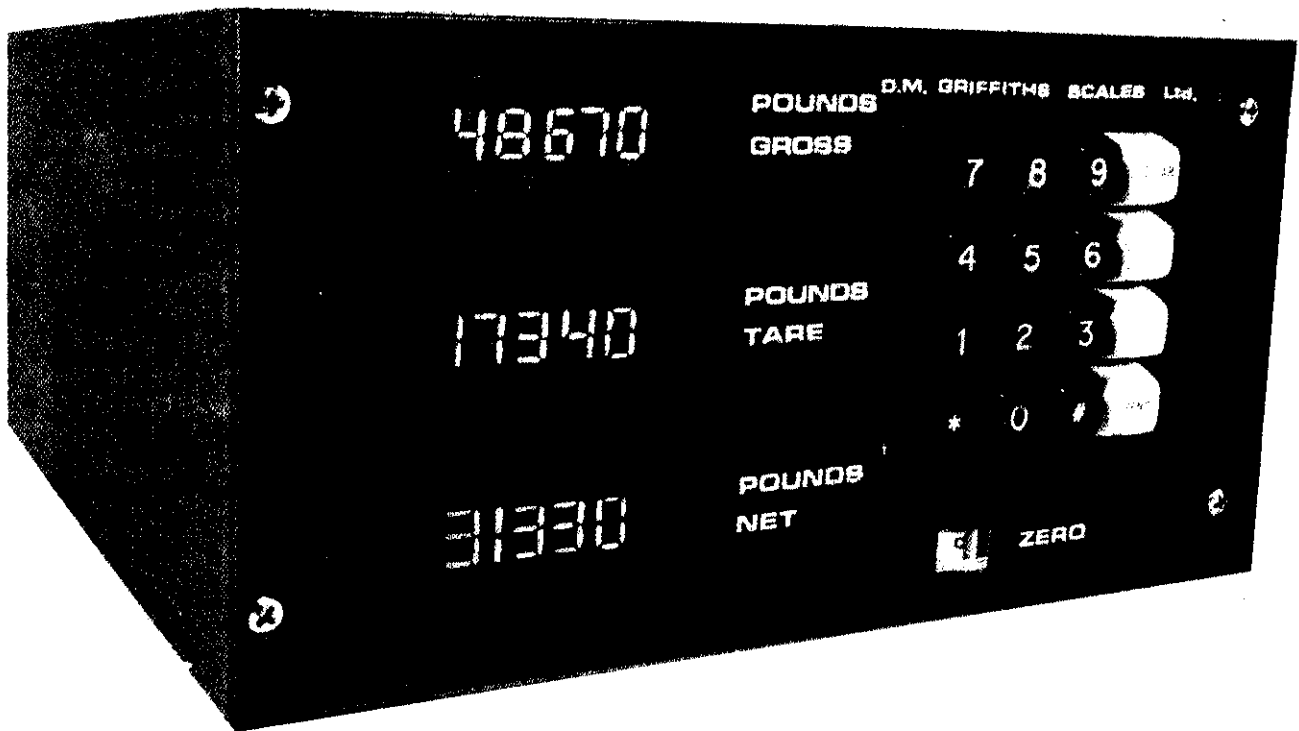 D.M. GRIFFITHS SCALES Ltd.
48670 POUNDS
GROSS
7 8 9
4 5 6
17340 POUNDS
TARE
1 2 3
* 0 #
31330 POUNDS
NET
ZERO